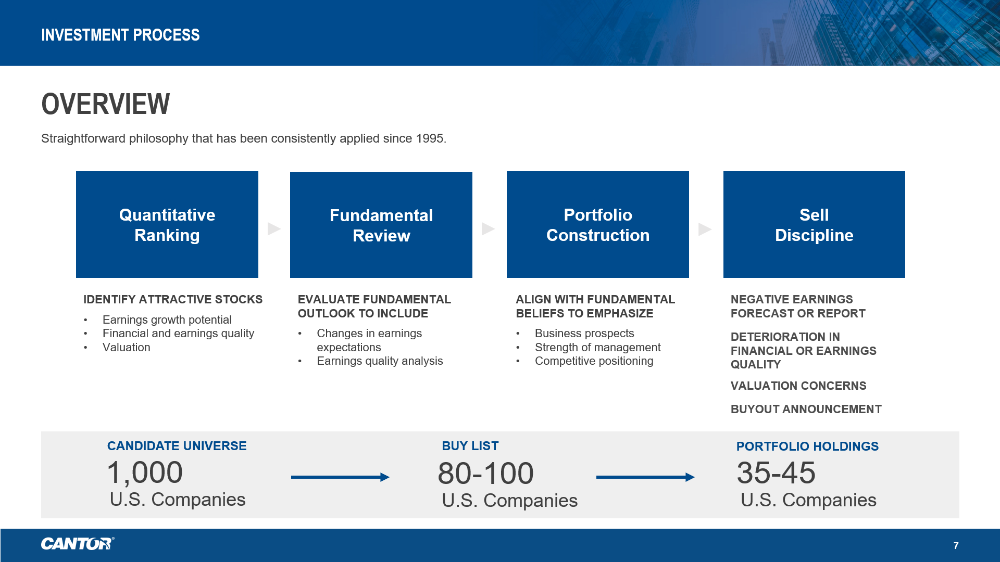 INVESTMENT PROCESS
OVERVIEW
Straightforward philosophy that has been consistently applied since 1995.
Quantitative
Ranking
Fundamental
Review
Portfolio
Construction
Sell
Discipline
IDENTIFY ATTRACTIVE STOCKS
• Earnings growth potential
• Financial and earnings quality
• Valuation
EVALUATE FUNDAMENTAL
OUTLOOK TO INCLUDE
• Changes in earnings
expectations
• Earnings quality analysis
ALIGN WITH FUNDAMENTAL
BELIEFS TO EMPHASIZE
• Business prospects
• Strength of management
• Competitive positioning
NEGATIVE EARNINGS
FORECAST OR REPORT
DETERIORATION IN
FINANCIAL OR EARNINGS
QUALITY
VALUATION CONCERNS
BUYOUT ANNOUNCEMENT
CANDIDATE UNIVERSE
1,000
U.S. Companies
BUY LIST
80-100
U.S. Companies
PORTFOLIO HOLDINGS
35-45
U.S. Companies
CANTOR®
7